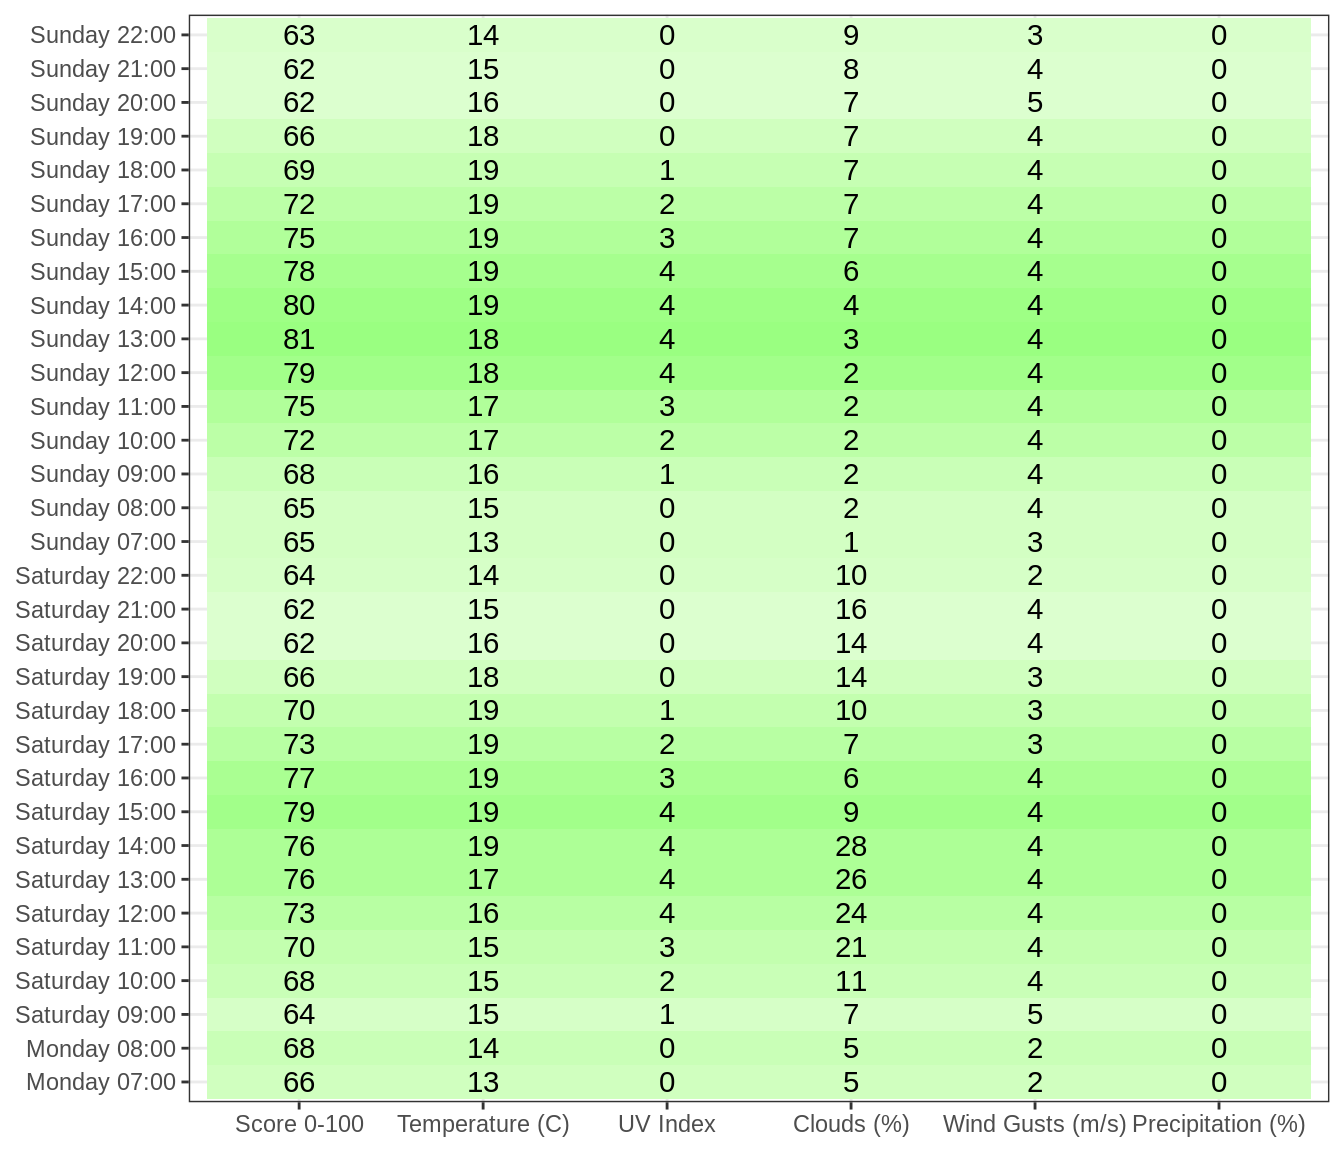 Sunday 22:00 63 14 0 9 3 0
Sunday 21:00 62 15 0 8 4 0
Sunday 20:00 62 16 0 7 5 0
Sunday 19:00 66 18 0 7 4 0
Sunday 18:00 69 19 1 7 4 0
Sunday 17:00 72 19 2 7 4 0
Sunday 16:00 75 19 3 7 4 0
Sunday 15:00 78 19 4 6 4 0
Sunday 14:00 80 19 4 4 4 0
Sunday 13:00 81 18 4 3 4 0
Sunday 12:00 79 18 4 2 4 0
Sunday 11:00 75 17 3 2 4 0
Sunday 10:00 72 17 2 2 4 0
Sunday 09:00 68 16 1 2 4 0
Sunday 08:00 65 15 0 2 4 0
Sunday 07:00 65 13 0 1 3 0
Saturday 22:00 64 14 0 10 2 0
Saturday 21:00 62 15 0 16 4 0
Saturday 20:00 62 16 0 14 4 0
Saturday 19:00 66 18 0 14 3 0
Saturday 18:00 70 19 1 10 3 0
Saturday 17:00 73 19 2 7 3 0
Saturday 16:00 77 19 3 6 4 0
Saturday 15:00 79 19 4 9 4 0
Saturday 14:00 76 19 4 28 4 0
Saturday 13:00 76 17 4 26 4 0
Saturday 12:00 73 16 4 24 4 0
Saturday 11:00 70 15 3 21 4 0
Saturday 10:00 68 15 2 11 4 0
Saturday 09:00 64 15 1 7 5 0
Monday 08:00 68 14 0 5 2 0
Monday 07:00 66 13 0 5 2 0
Score 0-100 Temperature (C) UV Index Clouds (%) Wind Gusts (m/s) Precipitation (%)